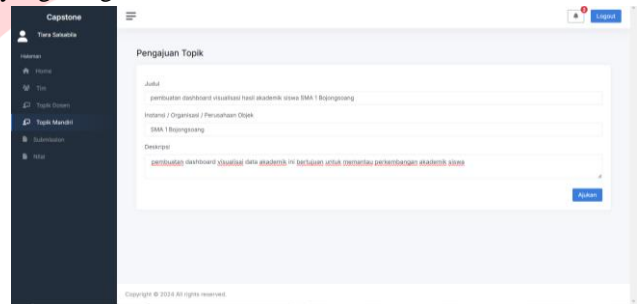 Capstone
Tiara Salsabila
Halaman
Home
Tim
Topik Dosen
Topik Mandiri
Submission
Nilai
Logout
Pengajuan Topik
Judul
pembuatan dashboard visualisasi hasil akademik siswa SMA 1 Bojongsoang
Instansi / Organisasi / Perusahaan Objek
SMA 1 Bojongsoang
Deskripsi
pembuatan dashboard visualisai data akademik ini bertujuan untuk memantau perkembangan akademik siswa
Ajukan
Copyright © 2024 All rights reserved.